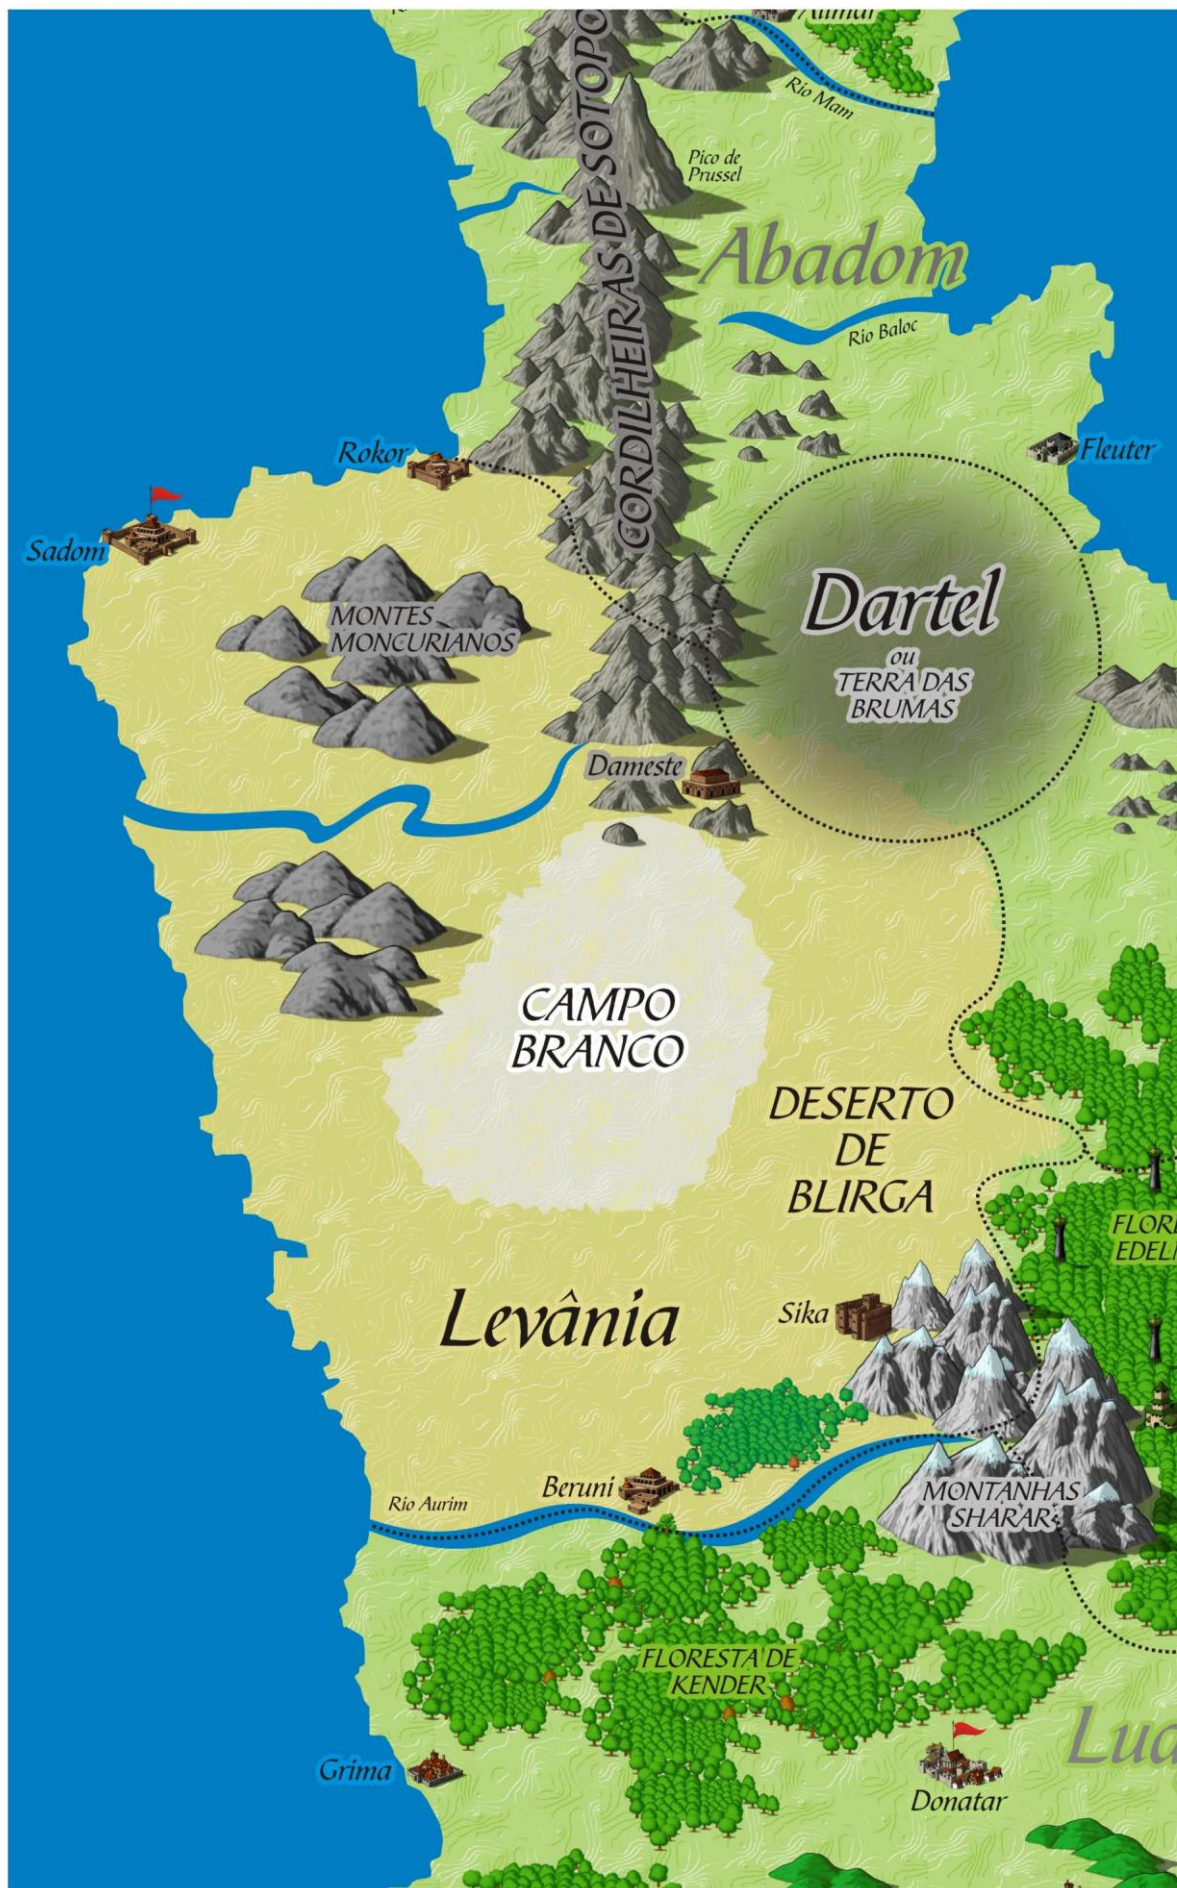 Rio Mam
Pico de
Prussel
CORDILHEIRAS DE SOTOPO
Abadom
Rio Baloc
Rokor
Fleuter
Sadom
Dartel
ou
TERRA DAS
BRUMAS
MONTES
MONCURIANOS
Dameste
CAMPO
BRANCO
DESERTO
DE
BLIRGA
Levânia
Sika
Rio Aurim
Beruni
MONTANHAS
SHARAR
FLORESTA DE
KENDER
Grima
Donatar